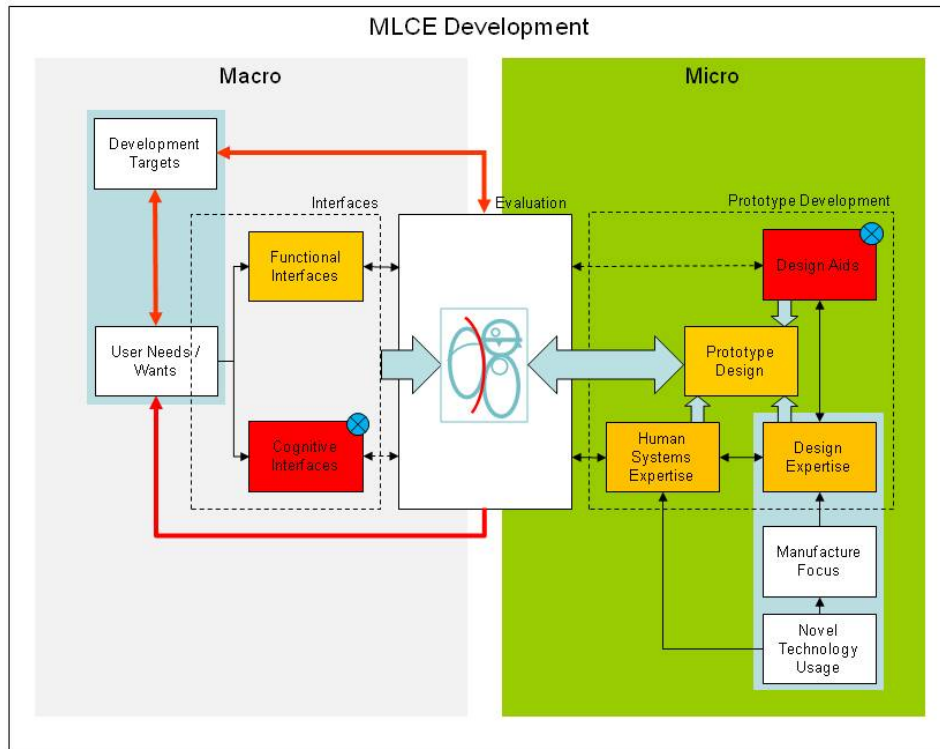 MLCE Development
Macro
Micro
Development
Targets
Interfaces
Evaluation
Prototype Development
Functional
Interfaces
Design Aids
User Needs /
Wants
Prototype
Design
Cognitive
Interfaces
Human
Systems
Expertise
Design
Expertise
Manufacture
Focus
Novel
Technology
Usage